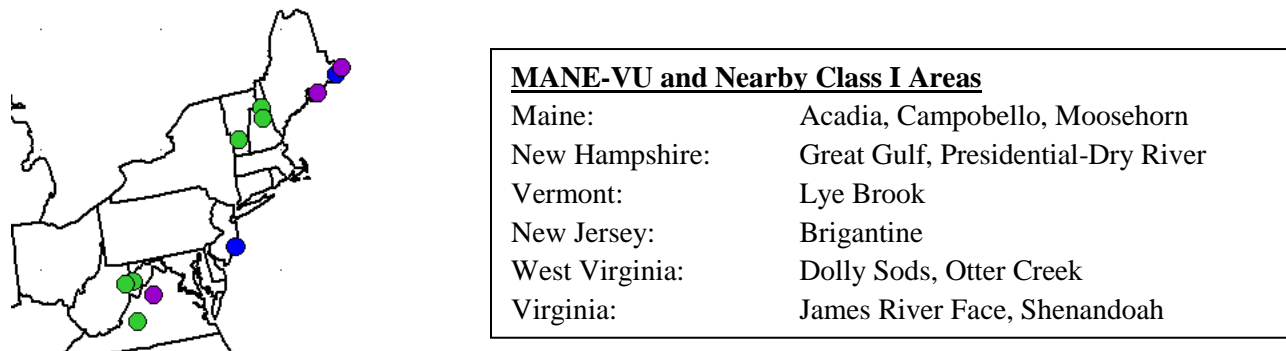 MANE-VU and Nearby Class I Areas
Maine: Acadia, Campobello, Moosehorn
New Hampshire: Great Gulf, Presidential-Dry River
Vermont: Lye Brook
New Jersey: Brigantine
West Virginia: Dolly Sods, Otter Creek
Virginia: James River Face, Shenandoah